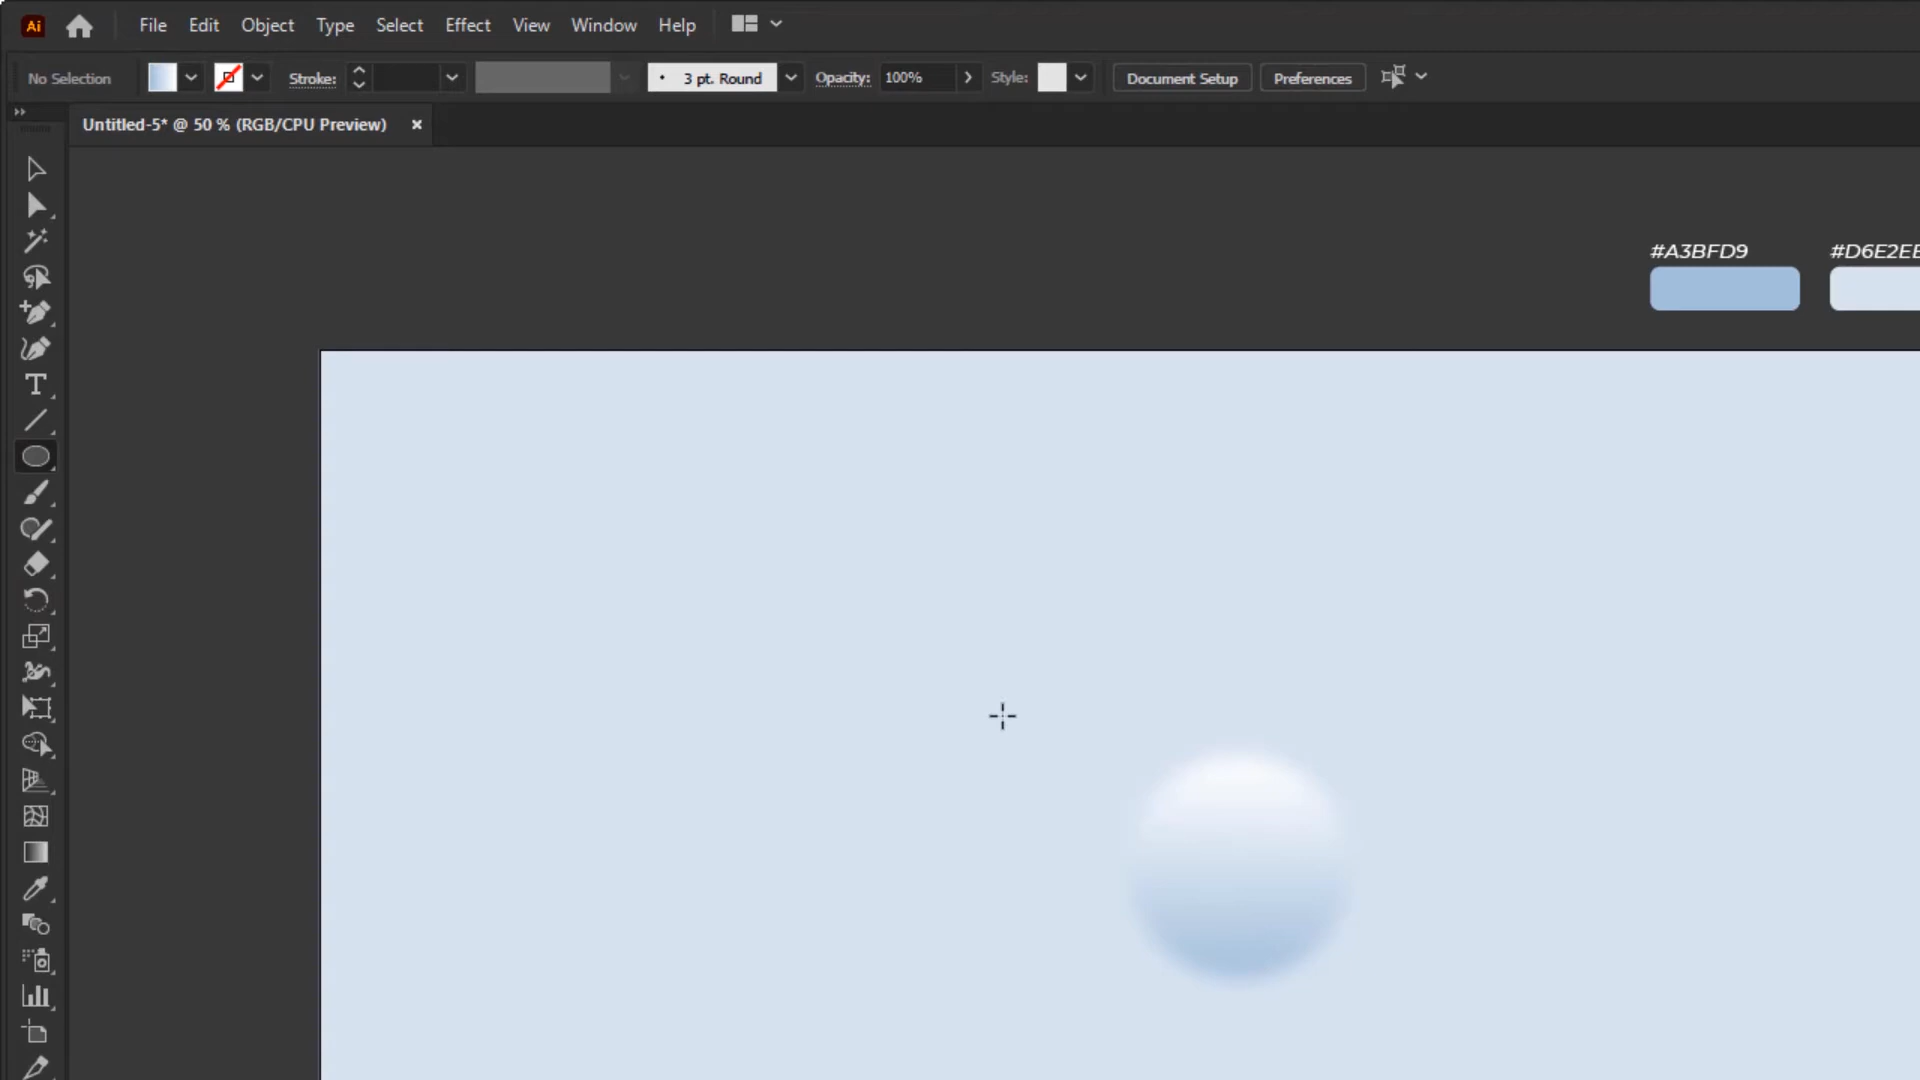 Ai File Edit Object Type Select Effect View Window Help
No Selection Stroke: 3 pt. Round Opacity: 100% Style: Document Setup Preferences
Untitled-5* @ 50 % (RGB/CPU Preview) ×
#A3BFD9 #D6E2EE